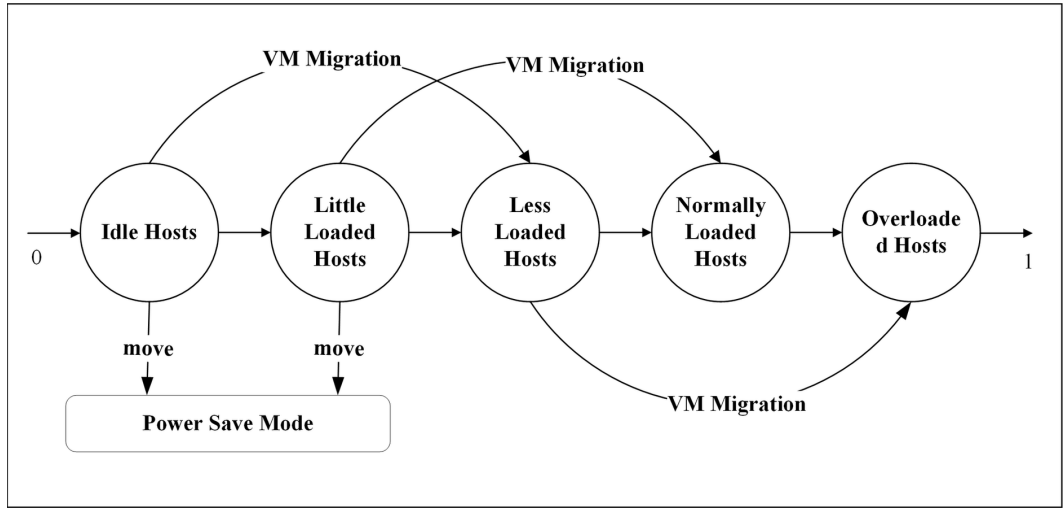 VM Migration
VM Migration
Idle Hosts
Little
Loaded
Hosts
Less
Loaded
Hosts
Normally
Loaded
Hosts
Overloade
d Hosts
0
1
move
move
VM Migration
Power Save Mode